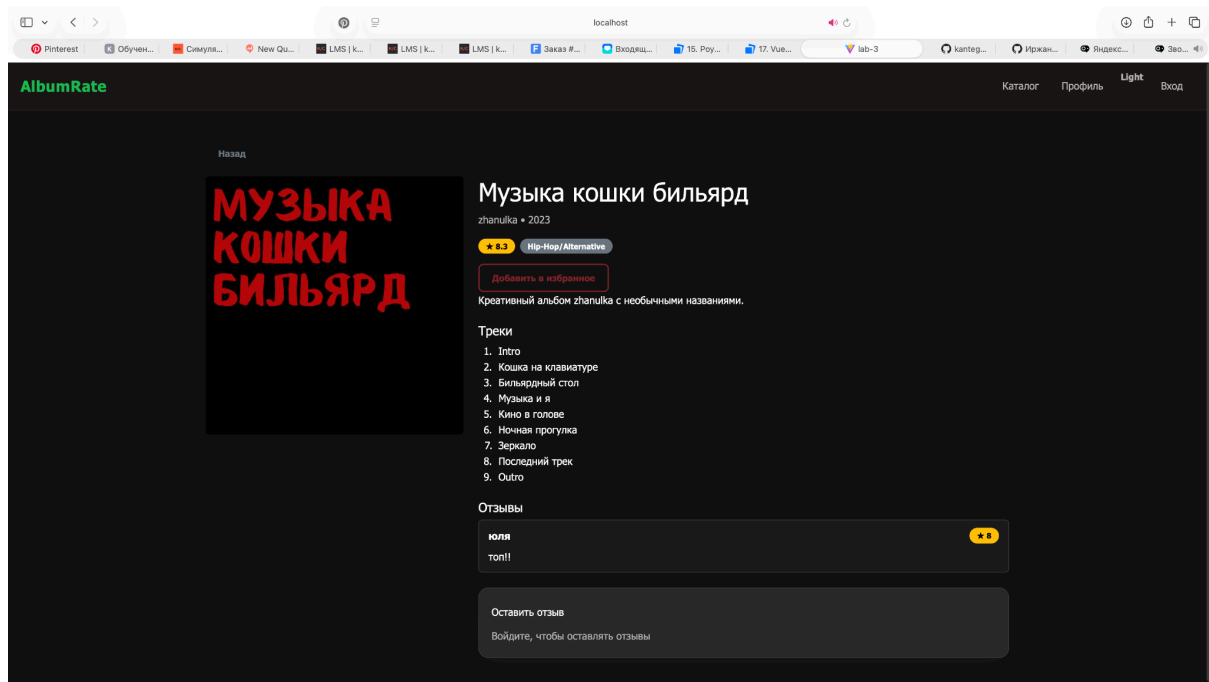 localhost
Pinterest
Обучен...
Симуля...
New Qu...
LMS | k...
LMS | k...
LMS | k...
Заказ #...
Входящ...
15. Роу...
17. Vue...
lab-3
kanteg...
Иржан...
Яндекс...
Зво...
AlbumRate
Каталог Профиль Light Вход
Назад
МУЗЫКА
КОШКИ
БИЛЬЯРД
Музыка кошки бильярд
zhanulka • 2023
★ 8.3 Hip-Hop/Alternative
Добавить в избранное
Креативный альбом zhanulka с необычными названиями.
Треки
1. Intro
2. Кошка на клавиатуре
3. Бильярдный стол
4. Музыка и я
5. Кино в голове
6. Ночная прогулка
7. Зеркало
8. Последний трек
9. Outro
Отзывы
юля ★ 8
топ!!
Оставить отзыв
Войдите, чтобы оставлять отзывы